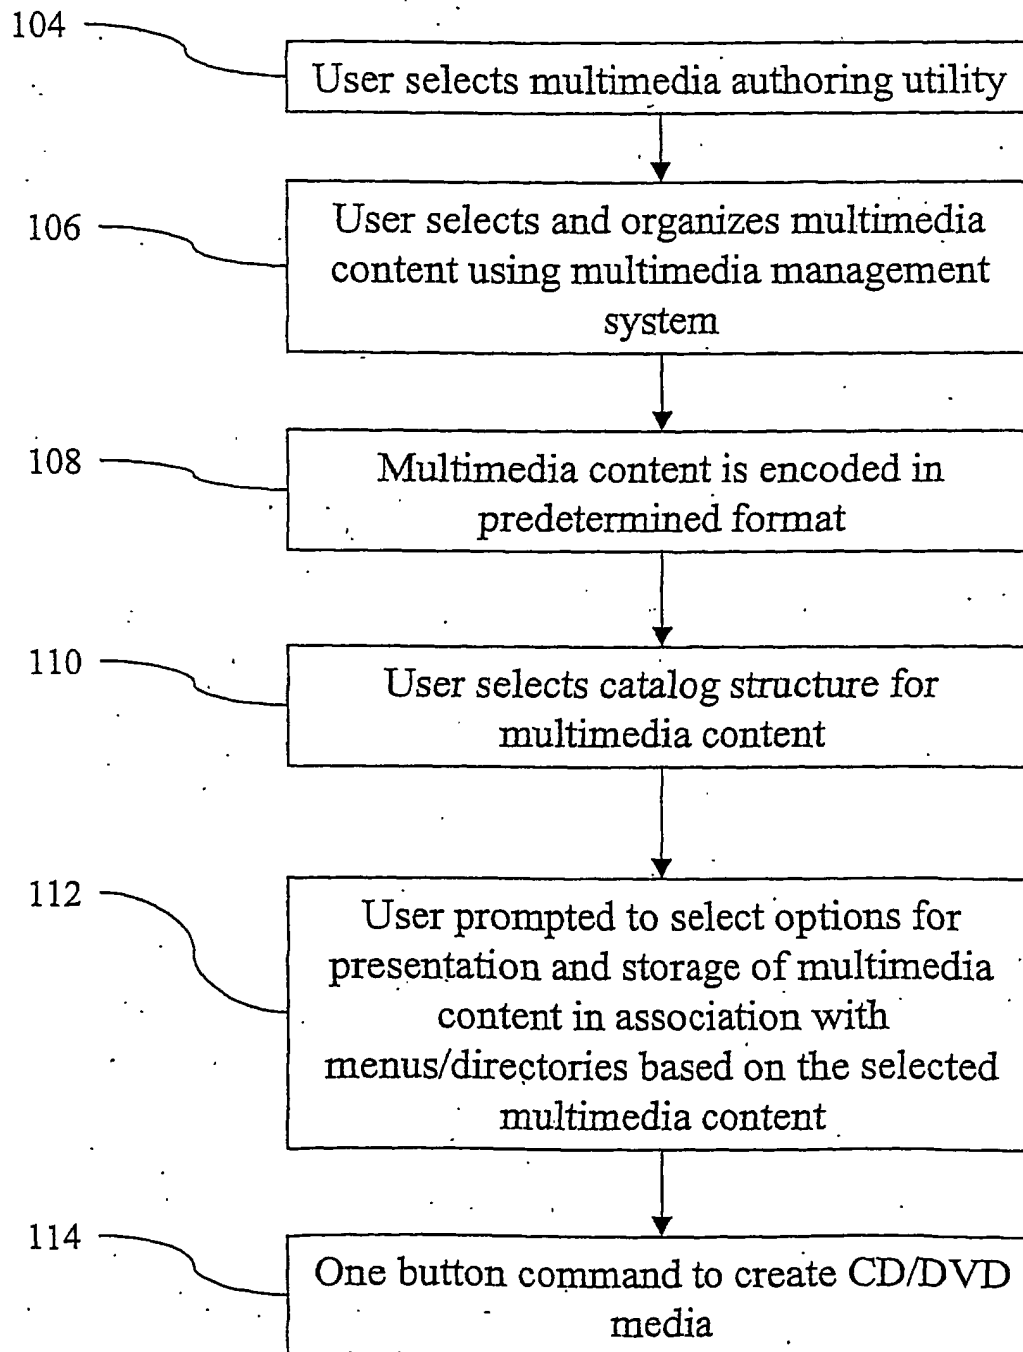 104
User selects multimedia authoring utility
106
User selects and organizes multimedia
content using multimedia management
system
108
Multimedia content is encoded in
predetermined format
110
User selects catalog structure for
multimedia content
112
User prompted to select options for
presentation and storage of multimedia
content in association with
menus/directories based on the selected
multimedia content
114
One button command to create CD/DVD
media